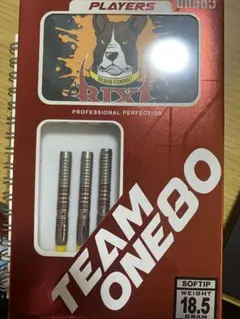 PLAYERS
RIXI
PROFESSIONAL PERFECTION
TEAM
ONE80
SOFTIP
WEIGHT
18.5
GRAM